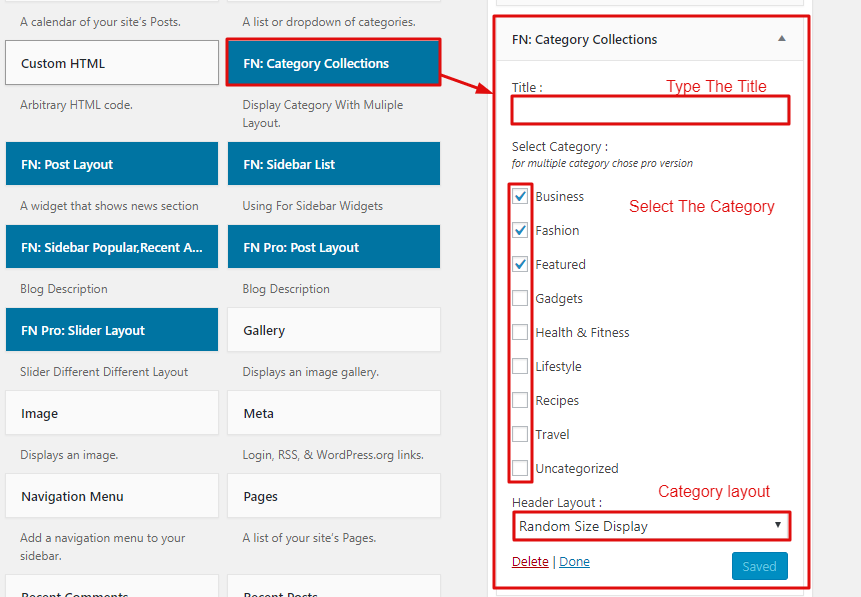 A calendar of your site's Posts.
A list or dropdown of categories.
Custom HTML
FN: Category Collections
Arbitrary HTML code.
Display Category With Muliple
Layout.
FN: Post Layout
FN: Sidebar List
A widget that shows news section
Using For Sidebar Widgets
FN: Sidebar Popular,Recent A...
FN Pro: Post Layout
Blog Description
Blog Description
FN Pro: Slider Layout
Gallery
Slider Different Different Layout
Displays an image gallery.
Image
Meta
Displays an image.
Login, RSS, & WordPress.org links.
Navigation Menu
Pages
Add a navigation menu to your
sidebar.
A list of your site's Pages.
Recent Comments
Recent Posts
FN: Category Collections
Title :
Type The Title
Select Category :
for multiple category chose pro version
Business
Select The Category
Fashion
Featured
Gadgets
Health & Fitness
Lifestyle
Recipes
Travel
Uncategorized
Category layout
Header Layout :
Random Size Display
Delete | Done
Saved